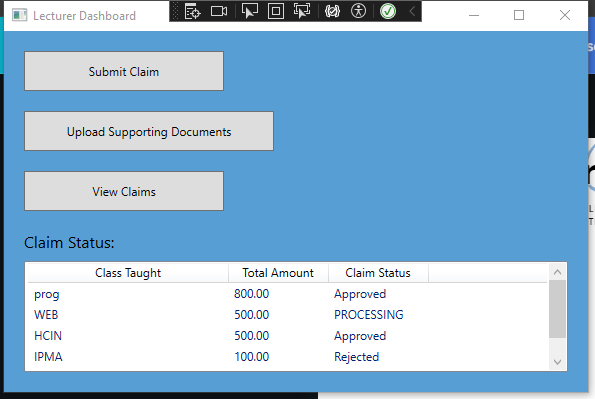 Lecturer Dashboard
Submit Claim
Upload Supporting Documents
View Claims
Claim Status:
Class Taught Total Amount Claim Status
prog 800.00 Approved
WEB 500.00 PROCESSING
HCIN 500.00 Approved
IPMA 100.00 Rejected